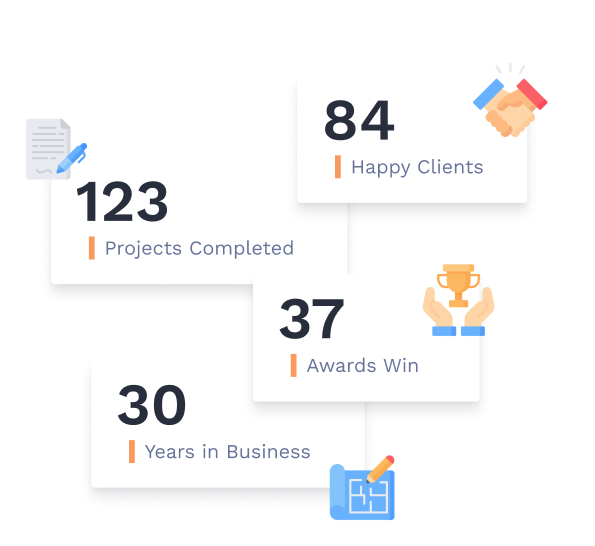 84
Happy Clients
123
Projects Completed
37
Awards Win
30
Years in Business